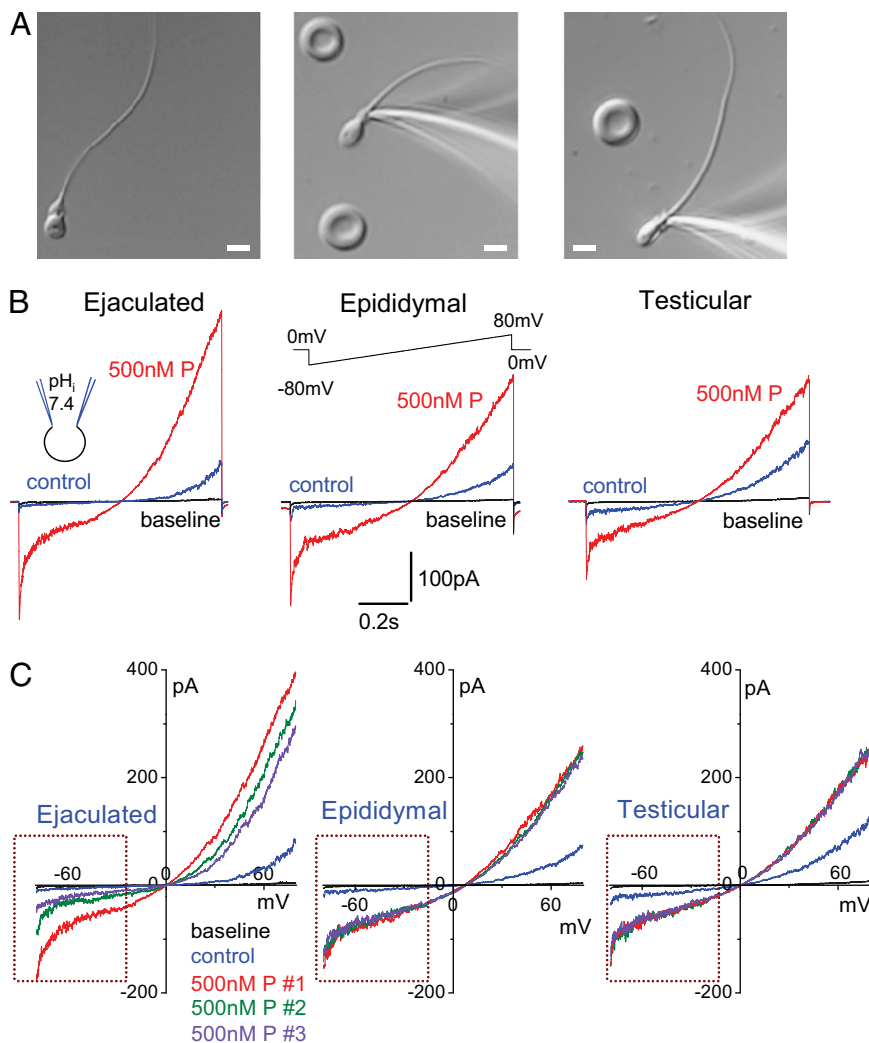 A
B
Ejaculated
Epididymal
Testicular
500nM P
pHi
7.4
control
baseline
0mV
80mV
-80mV
0mV
500nM P
control
baseline
500nM P
control
baseline
100pA
0.2s
C
400
pA
200
Ejaculated
-60
0
60
mV
baseline
control
500nM P #1
500nM P #2
500nM P #3
-200
400
pA
200
Epididymal
-60
0
60
mV
-200
400
pA
200
Testicular
-60
0
60
mV
-200